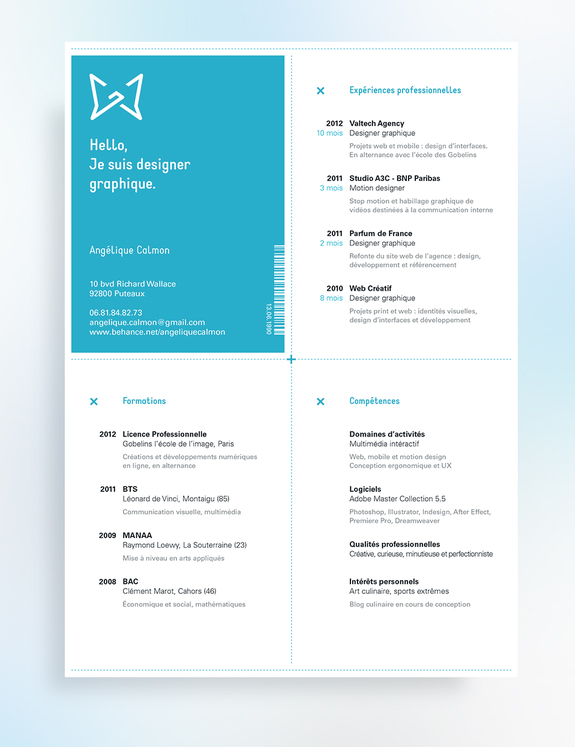 Hello,
Je suis designer
graphique.
Angélique Calmon
10 bvd Richard Wallace
92800 Puteaux
06.81.84.82.73
angelique.calmon@gmail.com
www.behance.net/angeliquecalmon
13.06.1990
Expériences professionnelles
2012 Valtech Agency
10 mois Designer graphique
Projets web et mobile : design d'interfaces.
En alternance avec l'école des Gobelins
2011 Studio A3C - BNP Paribas
3 mois Motion designer
Stop motion et habillage graphique de
vidéos destinées à la communication interne
2011 Parfum de France
2 mois Designer graphique
Refonte du site web de l'agence : design,
développement et référencement
2010 Web Créatif
8 mois Designer graphique
Projets print et web : identités visuelles,
design d'interfaces et développement
Formations
2012 Licence Professionnelle
Gobelins l'école de l'image, Paris
Créations et développements numériques
en ligne, en alternance
2011 BTS
Léonard de Vinci, Montaigu (85)
Communication visuelle, multimédia
2009 MANAA
Raymond Loewy, La Souterraine (23)
Mise à niveau en arts appliqués
2008 BAC
Clément Marot, Cahors (46)
Économique et social, mathématiques
Compétences
Domaines d'activités
Multimédia intéractif
Web, mobile et motion design
Conception ergonomique et UX
Logiciels
Adobe Master Collection 5.5
Photoshop, Illustrator, Indesign, After Effect,
Premiere Pro, Dreamweaver
Qualités professionnelles
Créative, curieuse, minutieuse et perfectionniste
Intérêts personnels
Art culinaire, sports extrêmes
Blog culinaire en cours de conception